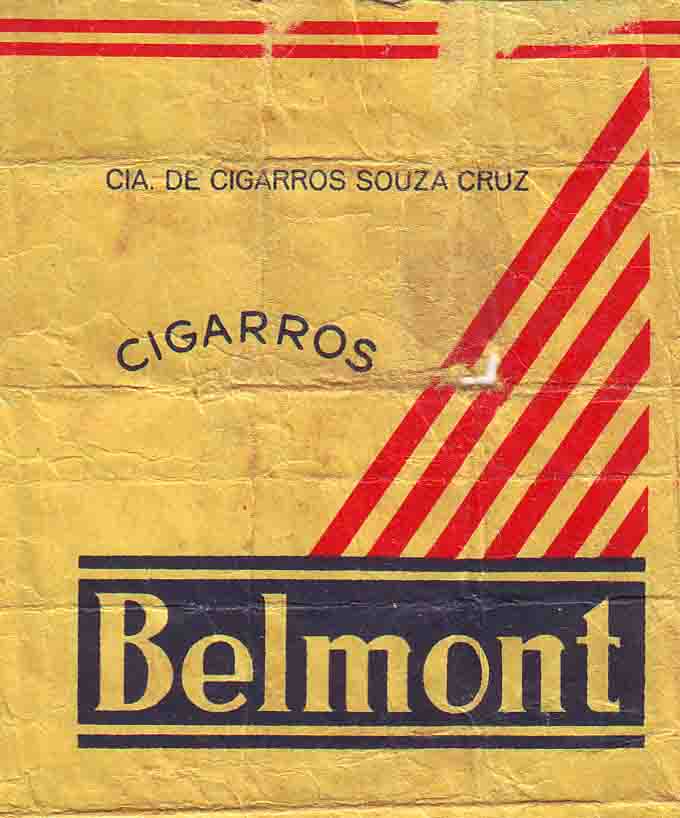 CIA. DE CIGARROS SOUZA CRUZ
CIGARROS
Belmont